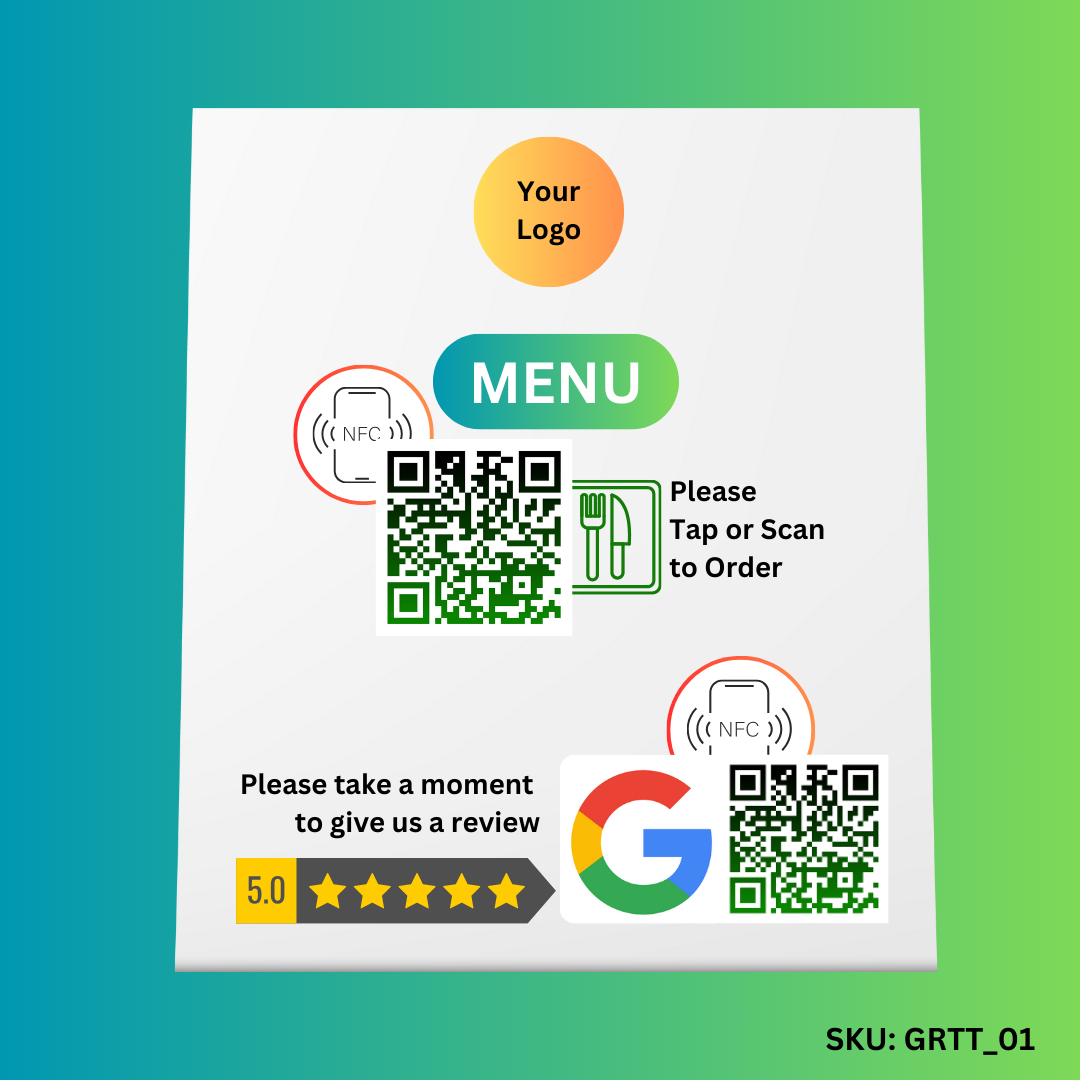 Your
Logo
MENU
NFC
Please
Tap or Scan
to Order
NFC
Please take a moment
to give us a review
5.0
G
SKU: GRTT_01